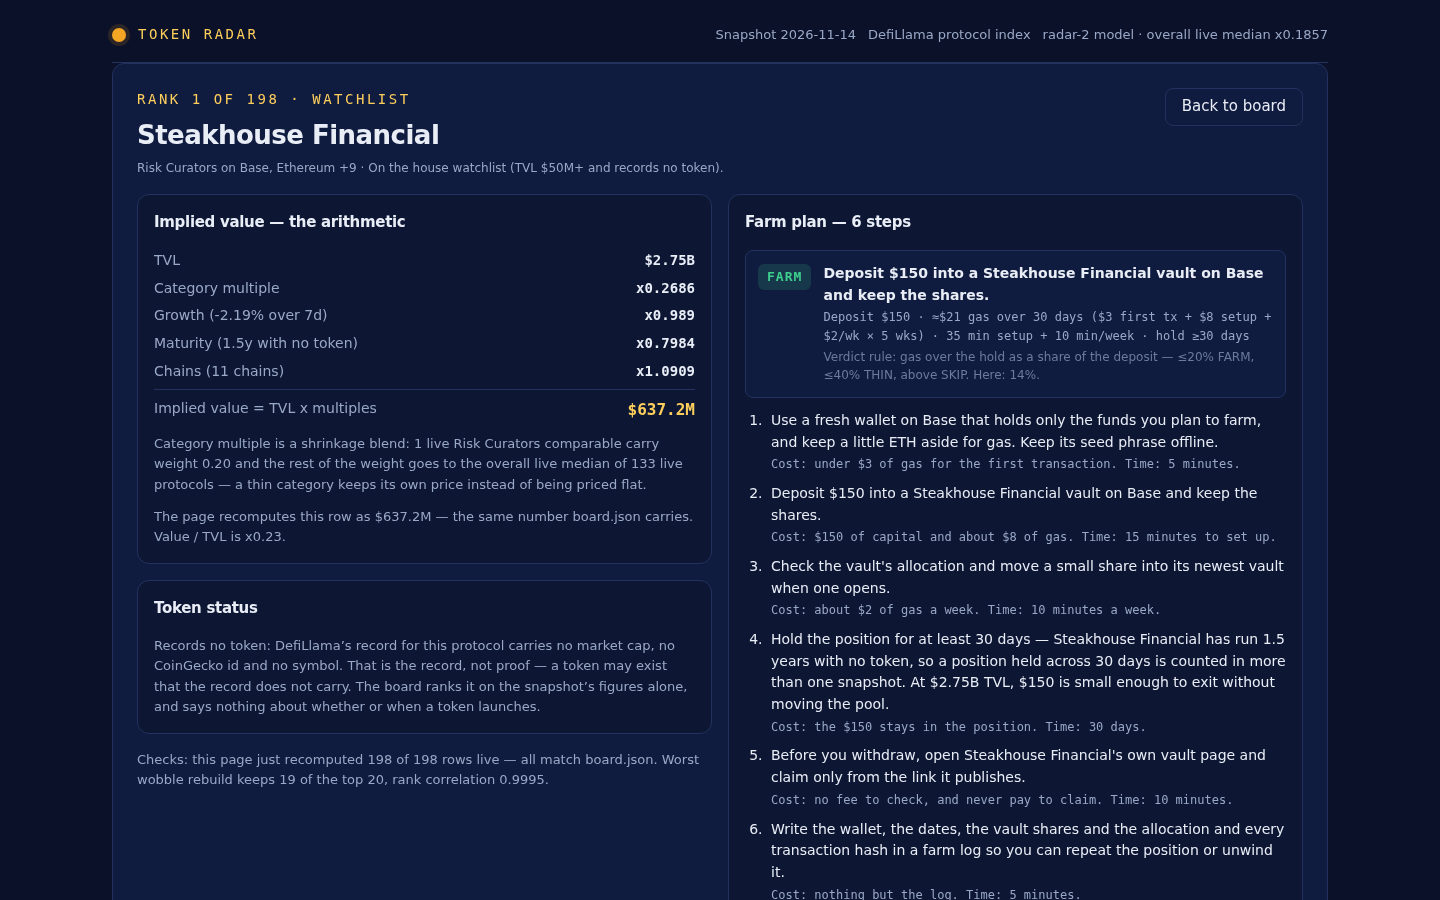 TOKEN RADAR
Snapshot 2026-11-14 DefiLlama protocol index radar-2 model · overall live median x0.1857
RANK 1 OF 198 · WATCHLIST
Back to board
Steakhouse Financial
Risk Curators on Base, Ethereum +9 · On the house watchlist (TVL $50M+ and records no token).
Implied value — the arithmetic
TVL $2.75B
Category multiple x0.2686
Growth (-2.19% over 7d) x0.989
Maturity (1.5y with no token) x0.7984
Chains (11 chains) x1.0909
Implied value = TVL x multiples $637.2M
Category multiple is a shrinkage blend: 1 live Risk Curators comparable carry
weight 0.20 and the rest of the weight goes to the overall live median of 133 live
protocols — a thin category keeps its own price instead of being priced flat.
The page recomputes this row as $637.2M — the same number board.json carries.
Value / TVL is x0.23.
Token status
Records no token: DefiLlama’s record for this protocol carries no market cap, no
CoinGecko id and no symbol. That is the record, not proof — a token may exist
that the record does not carry. The board ranks it on the snapshot’s figures alone,
and says nothing about whether or when a token launches.
Checks: this page just recomputed 198 of 198 rows live — all match board.json. Worst
wobble rebuild keeps 19 of the top 20, rank correlation 0.9995.
Farm plan — 6 steps
FARM
Deposit $150 into a Steakhouse Financial vault on Base
and keep the shares.
Deposit $150 · ≈$21 gas over 30 days ($3 first tx + $8 setup +
$2/wk × 5 wks) · 35 min setup + 10 min/week · hold ≥30 days
Verdict rule: gas over the hold as a share of the deposit — ≤20% FARM,
≤40% THIN, above SKIP. Here: 14%.
1. Use a fresh wallet on Base that holds only the funds you plan to farm,
and keep a little ETH aside for gas. Keep its seed phrase offline.
Cost: under $3 of gas for the first transaction. Time: 5 minutes.
2. Deposit $150 into a Steakhouse Financial vault on Base and keep the
shares.
Cost: $150 of capital and about $8 of gas. Time: 15 minutes to set up.
3. Check the vault's allocation and move a small share into its newest vault
when one opens.
Cost: about $2 of gas a week. Time: 10 minutes a week.
4. Hold the position for at least 30 days — Steakhouse Financial has run 1.5
years with no token, so a position held across 30 days is counted in more
than one snapshot. At $2.75B TVL, $150 is small enough to exit without
moving the pool.
Cost: the $150 stays in the position. Time: 30 days.
5. Before you withdraw, open Steakhouse Financial's own vault page and
claim only from the link it publishes.
Cost: no fee to check, and never pay to claim. Time: 10 minutes.
6. Write the wallet, the dates, the vault shares and the allocation and every
transaction hash in a farm log so you can repeat the position or unwind
it.
Cost: nothing but the log. Time: 5 minutes.